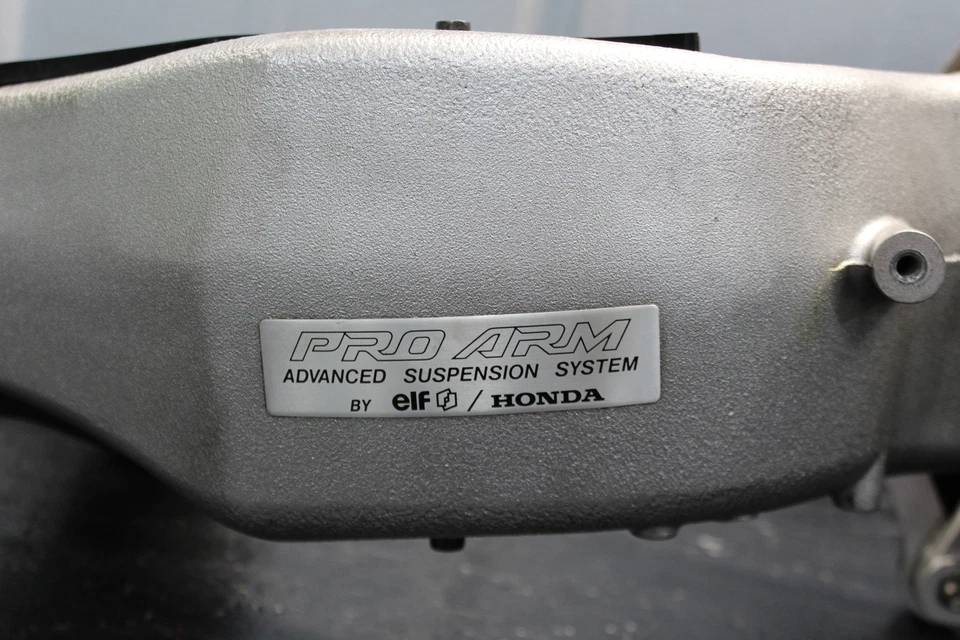 PRO ARM
ADVANCED SUSPENSION SYSTEM
BY elf / HONDA